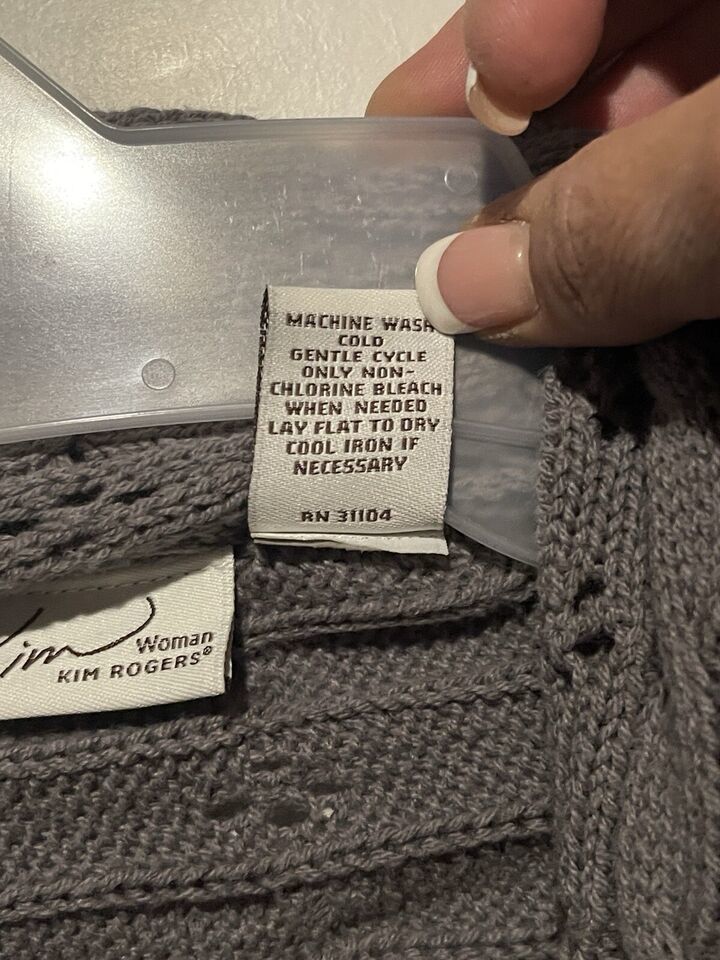 MACHINE WASH
COLD
GENTLE CYCLE
ONLY NON-
CHLORINE BLEACH
WHEN NEEDED
LAY FLAT TO DRY
COOL IRON IF
NECESSARY
RN 31104
Woman
KIM ROGERS®